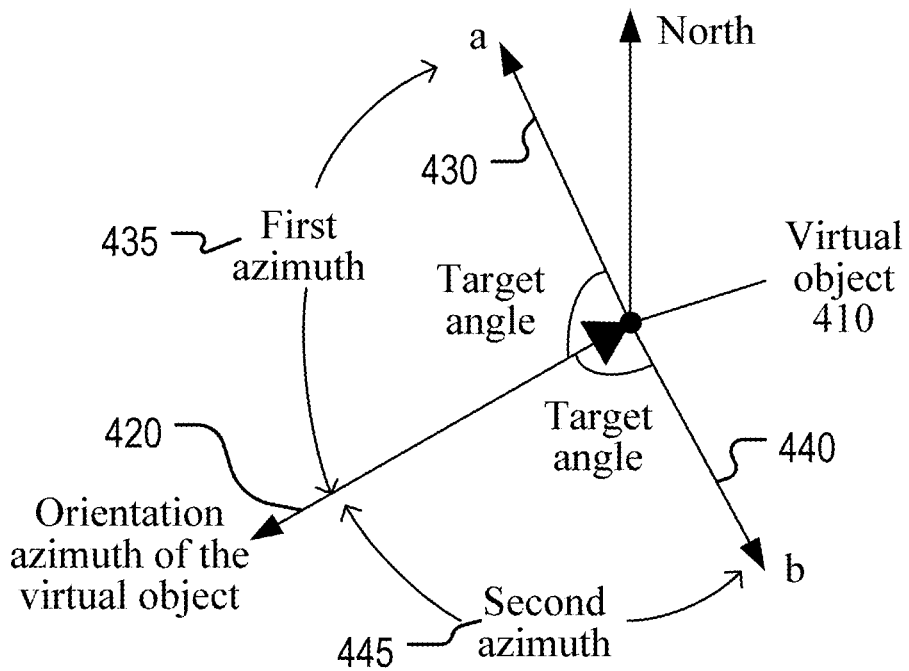 a
North
430
435
First
azimuth
Target
angle
Virtual
object
410
420
Target
angle
440
Orientation
azimuth of the
virtual object
b
Second
azimuth
445